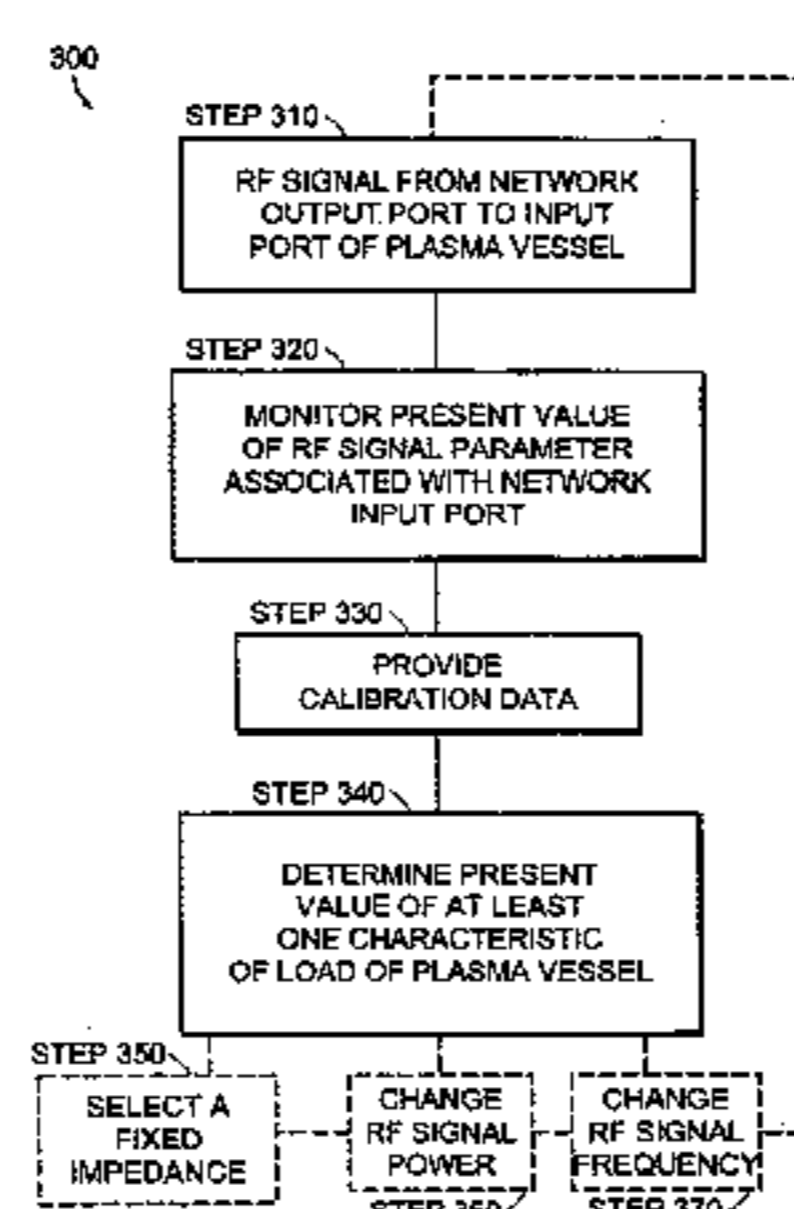 300
STEP 310
RF SIGNAL FROM NETWORK
OUTPUT PORT TO INPUT
PORT OF PLASMA VESSEL
STEP 320
MONITOR PRESENT VALUE
OF RF SIGNAL PARAMETER
ASSOCIATED WITH NETWORK
INPUT PORT
STEP 330
PROVIDE
CALIBRATION DATA
STEP 340
DETERMINE PRESENT
VALUE OF AT LEAST
ONE CHARACTERISTIC
OF LOAD OF PLASMA VESSEL
STEP 350
SELECT A
FIXED
IMPEDANCE
CHANGE
RF SIGNAL
POWER
CHANGE
RF SIGNAL
FREQUENCY
STEP 360
STEP 370